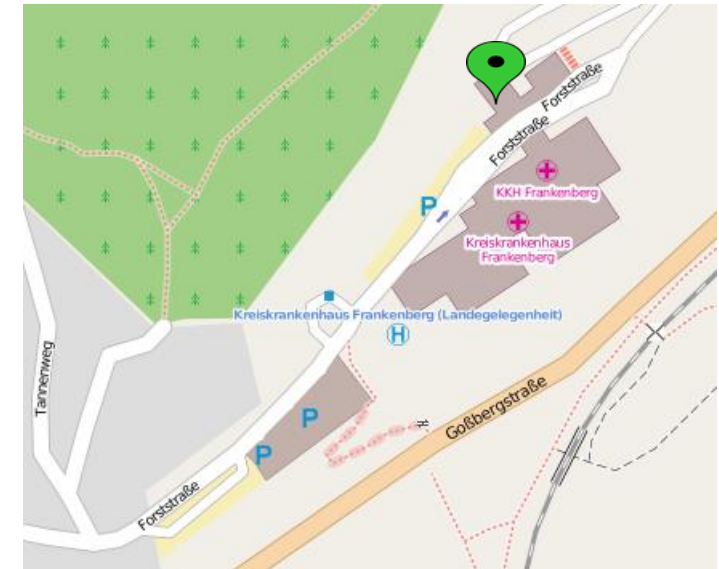 Forststraße
Forststraße
KKH Frankenberg
P
Kreiskrankenhaus
Frankenberg
Kreiskrankenhaus Frankenberg (Landegelegenheit)
H
Tannenweg
Goßbergstraße
P
P
Forststraße